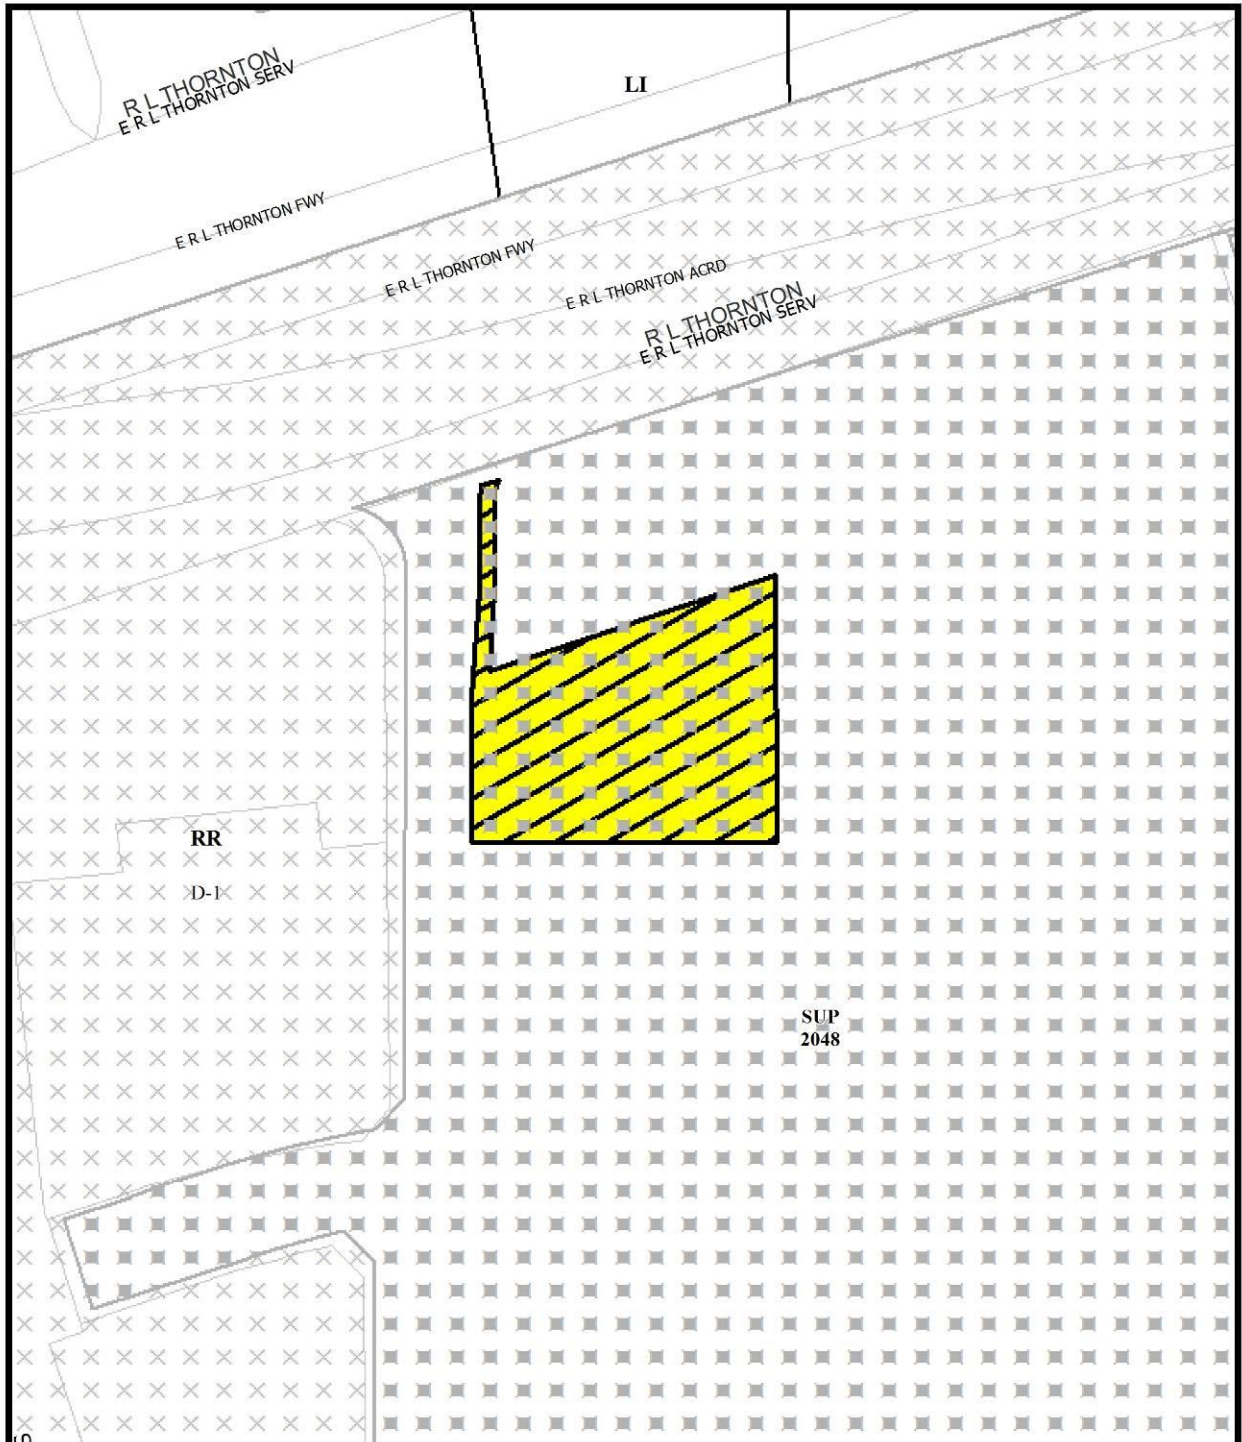 R L THORNTON
E R L THORNTON SERV
LI
E R L THORNTON FWY
E R L THORNTON FWY
E R L THORNTON ACRD
R L THORNTON
E R L THORNTON SERV
RR
D-1
SUP
2048